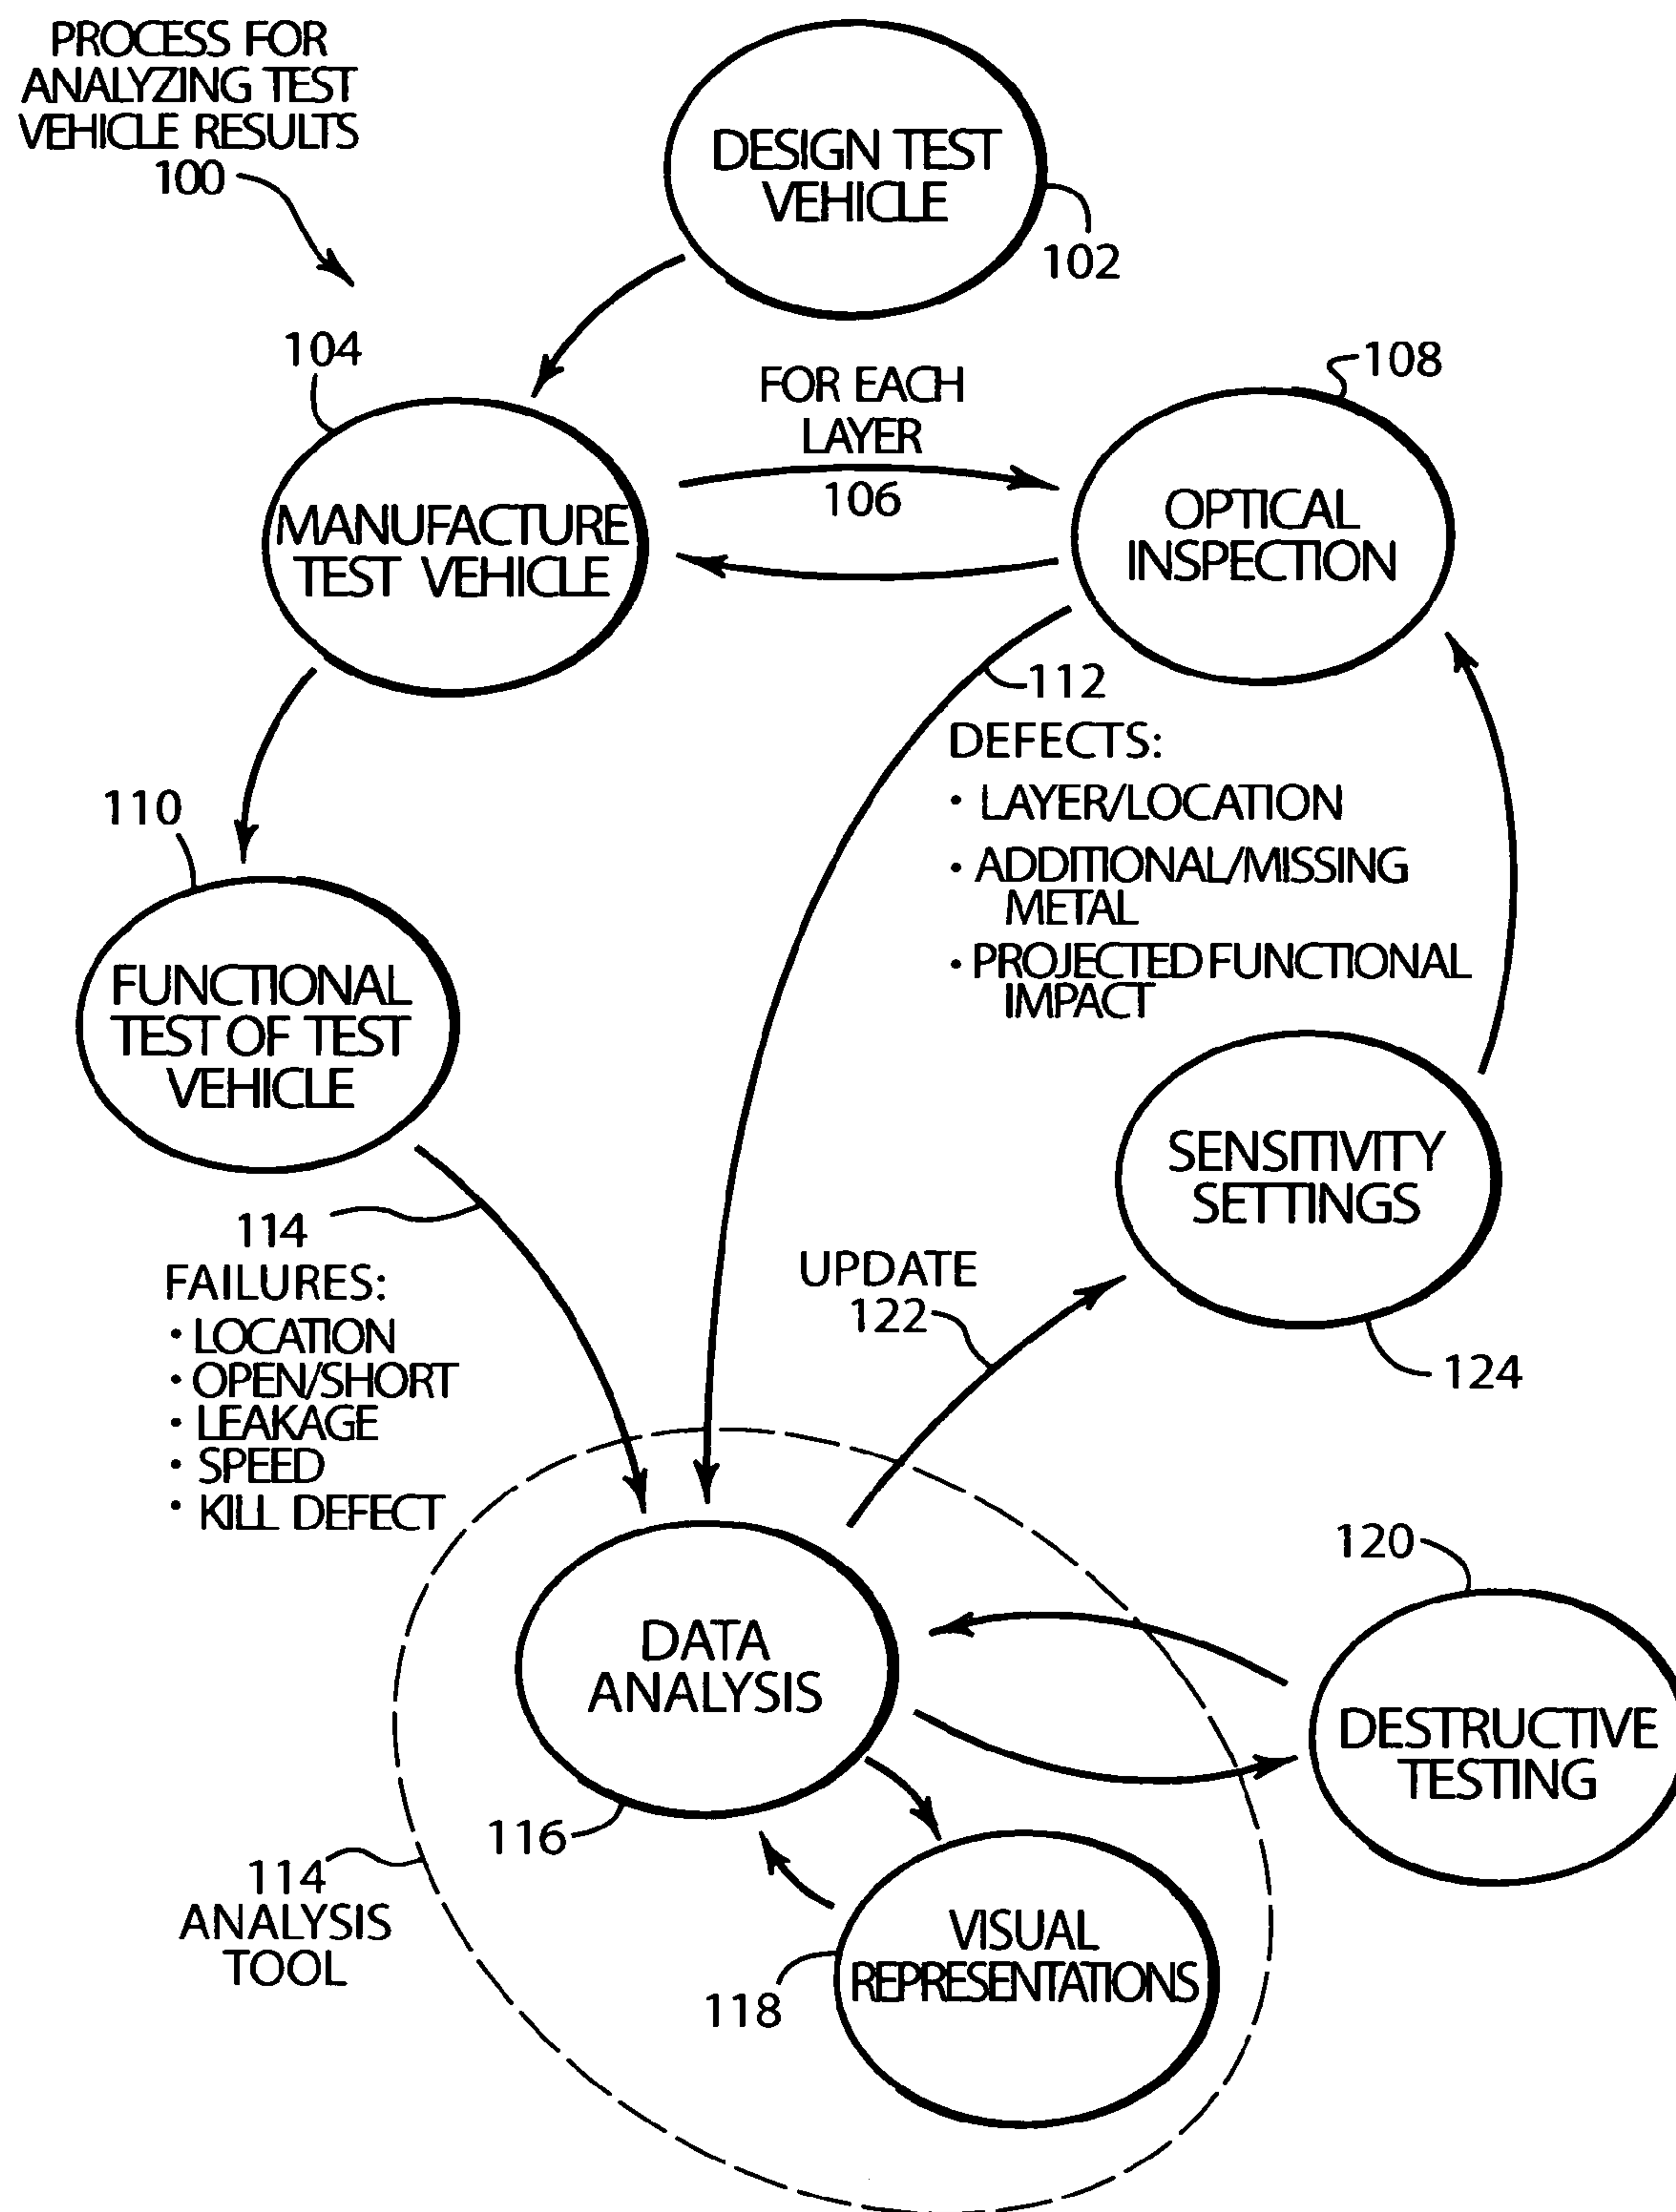 PROCESS FOR
ANALYZING TEST
VEHICLE RESULTS
100
DESIGN TEST
VEHICLE
102
104
FOR EACH
LAYER
106
108
MANUFACTURE
TEST VEHICLE
OPTICAL
INSPECTION
112
DEFECTS:
• LAYER/LOCATION
• ADDITIONAL/MISSING
METAL
• PROJECTED FUNCTIONAL
IMPACT
110
FUNCTIONAL
TEST OF TEST
VEHICLE
SENSITIVITY
SETTINGS
114
FAILURES:
• LOCATION
• OPEN/SHORT
• LEAKAGE
• SPEED
• KILL DEFECT
UPDATE
122
124
120
DATA
ANALYSIS
DESTRUCTIVE
TESTING
116
114
ANALYSIS
TOOL
VISUAL
REPRESENTATIONS
118